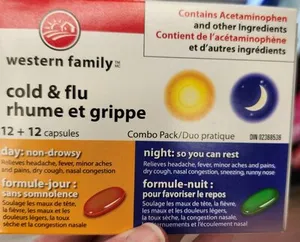 Contains Acetaminophen
and other Ingredients
Contient de l'acétaminophène
et d'autres ingrédients
western family
cold & flu
rhume et grippe
12 + 12 capsules
Combo Pack/Duo pratique
DIN 02388536
day: non-drowsy
Relieves headache, fever, minor aches
and pains, dry cough, nasal congestion
formule-jour :
sans somnolence
Soulage les maux de tête, la
fièvre, les maux et les
douleurs légers, la
toux sèche, la congestion nasale
night: so you can rest
Relieves headache, fever, minor aches and pains,
dry cough, nasal congestion, sneezing, runny nose
formule-nuit :
pour favoriser le repos
Soulage les maux de tête, la fièvre,
les maux et les douleurs légers,
la toux sèche, la congestion nasale,
éternuements et l'écoulement nasal